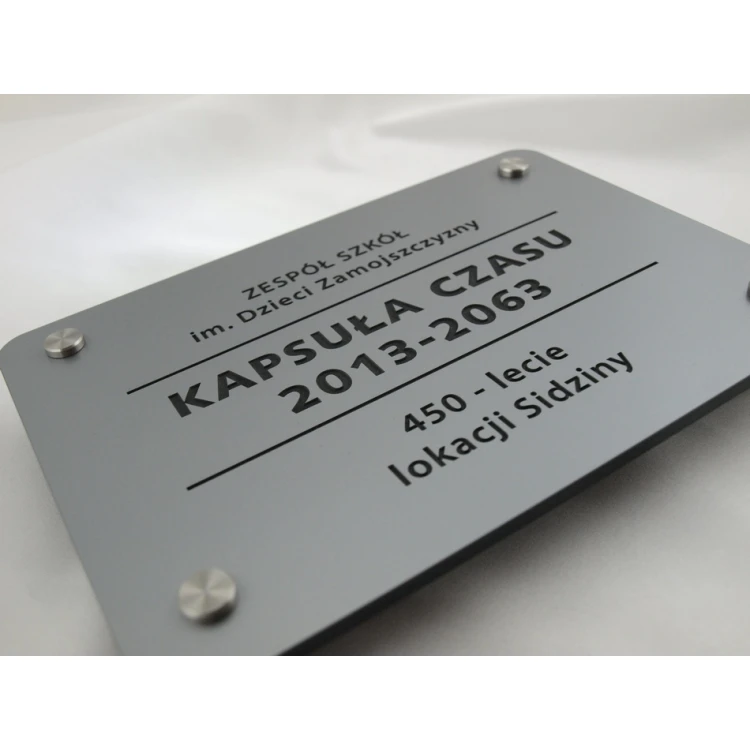 ZESPÓŁ SZKÓŁ
im. Dzieci Zamojszczyzny
KAPSUŁA CZASU
2013-2063
450 - lecie
lokacji Sidziny